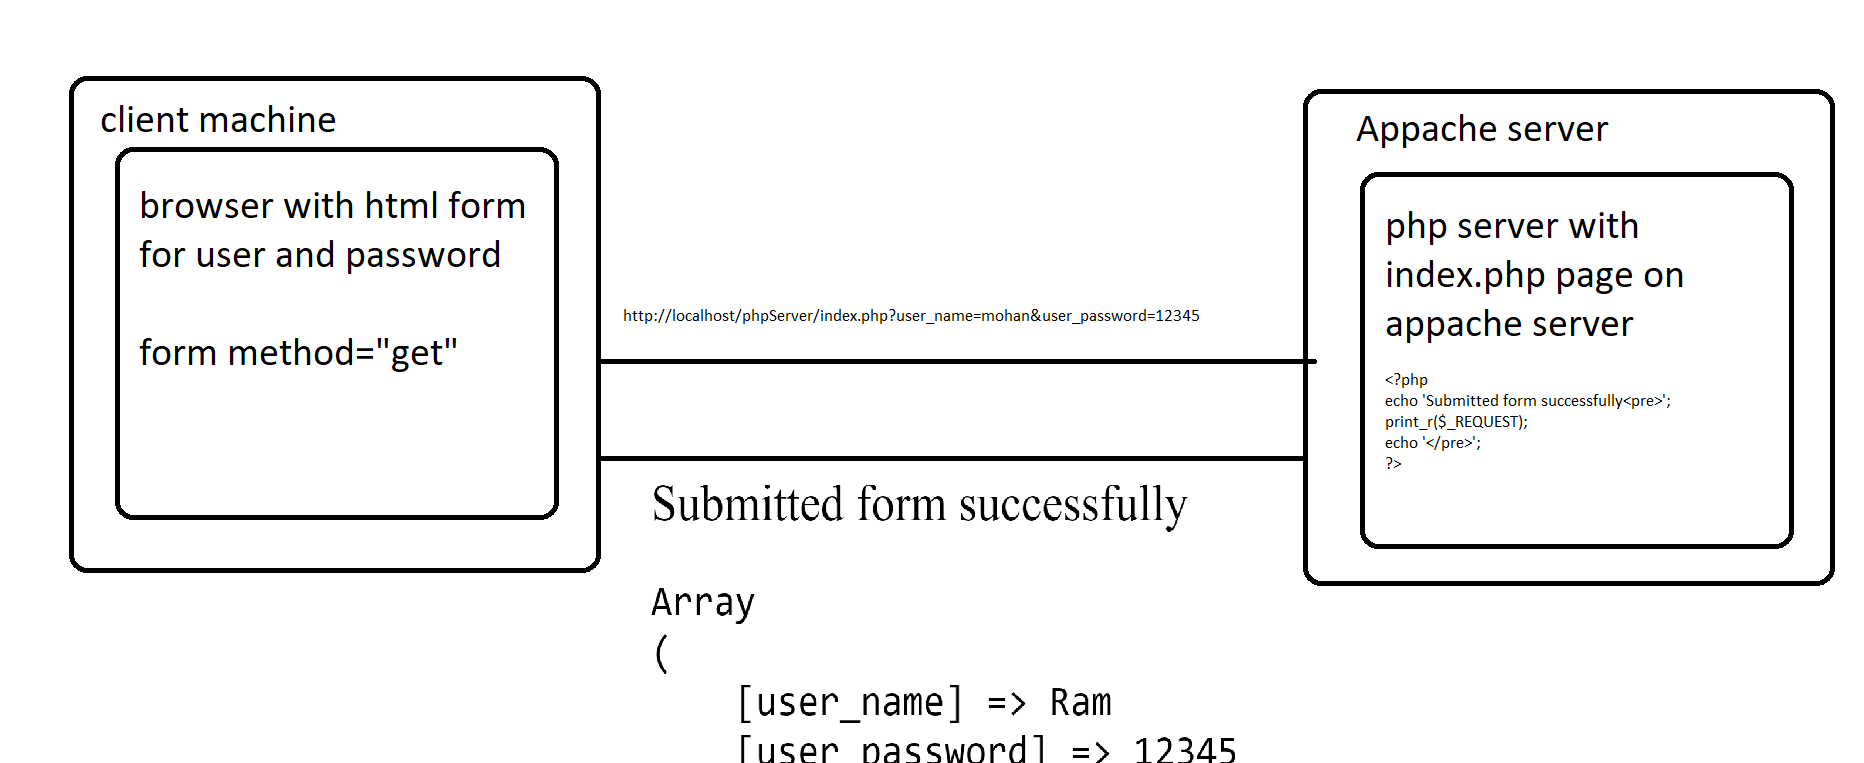 client machine
browser with html form
for user and password
form method="get"
http://localhost/phpServer/index.php?user_name=mohan&user_password=12345
Submitted form successfully
Array
(
[user_name] => Ram
[user_password] => 12345
Appache server
php server with
index.php page on
appache server
<?php
echo 'Submitted form successfully<pre>';
print_r($_REQUEST);
echo '</pre>';
?>